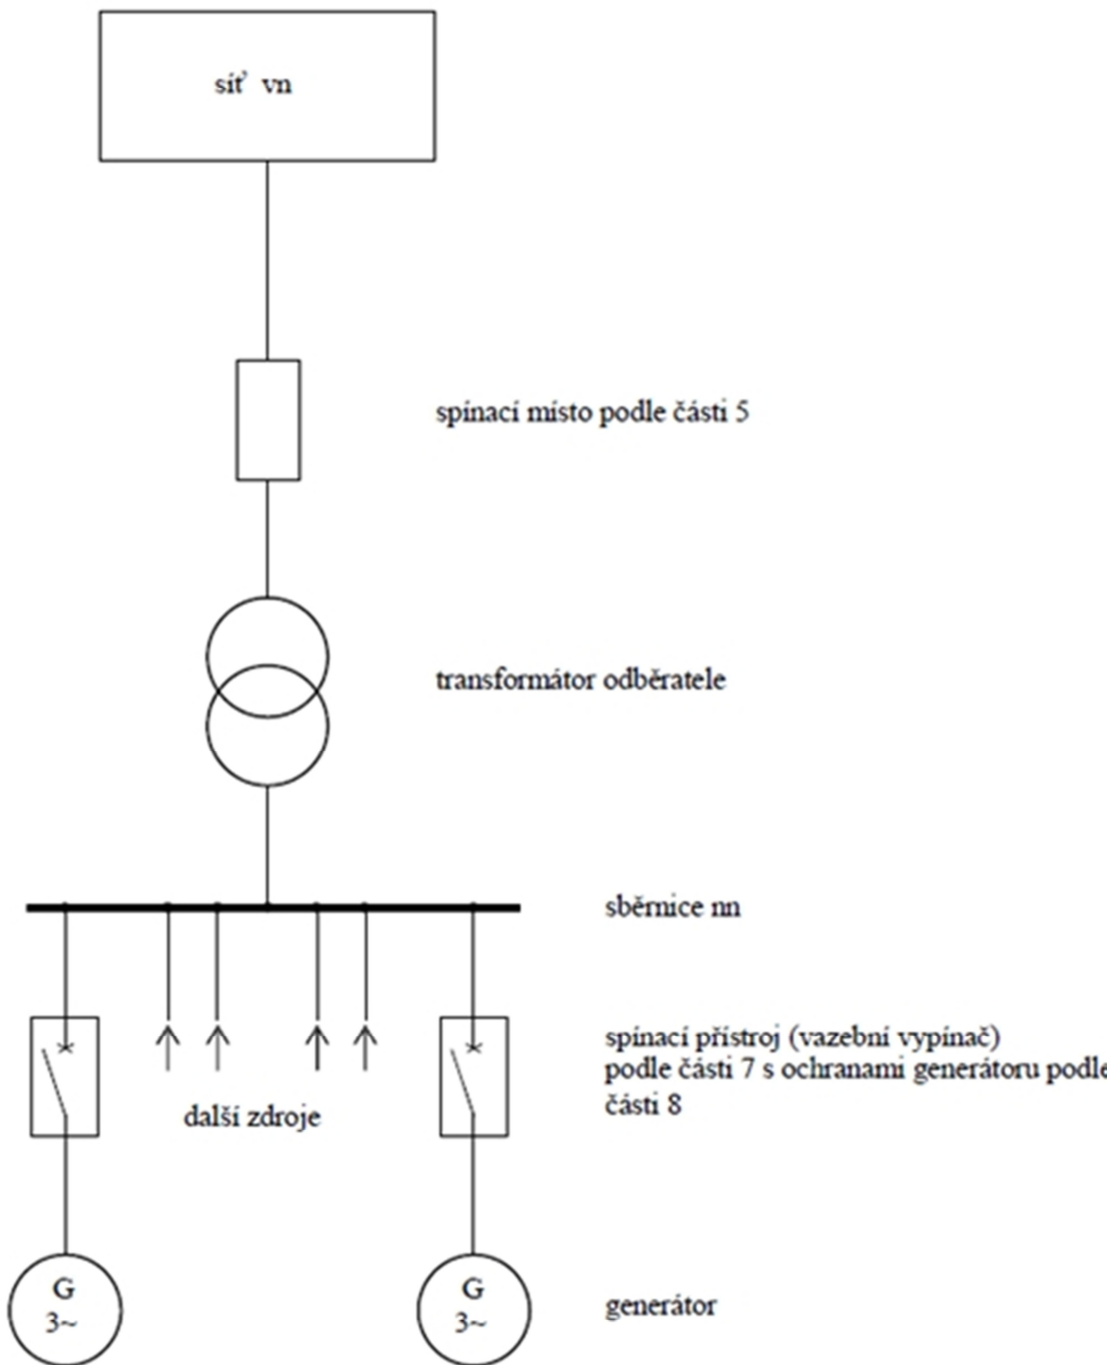 síť vn
spínací místo podle části 5
transformátor odběratele
sběrnice nn
spínací přístroj (vazební vypínač)
podle části 7 s ochranami generátoru podle
části 8
další zdroje
G
3~
G
3~
generátor